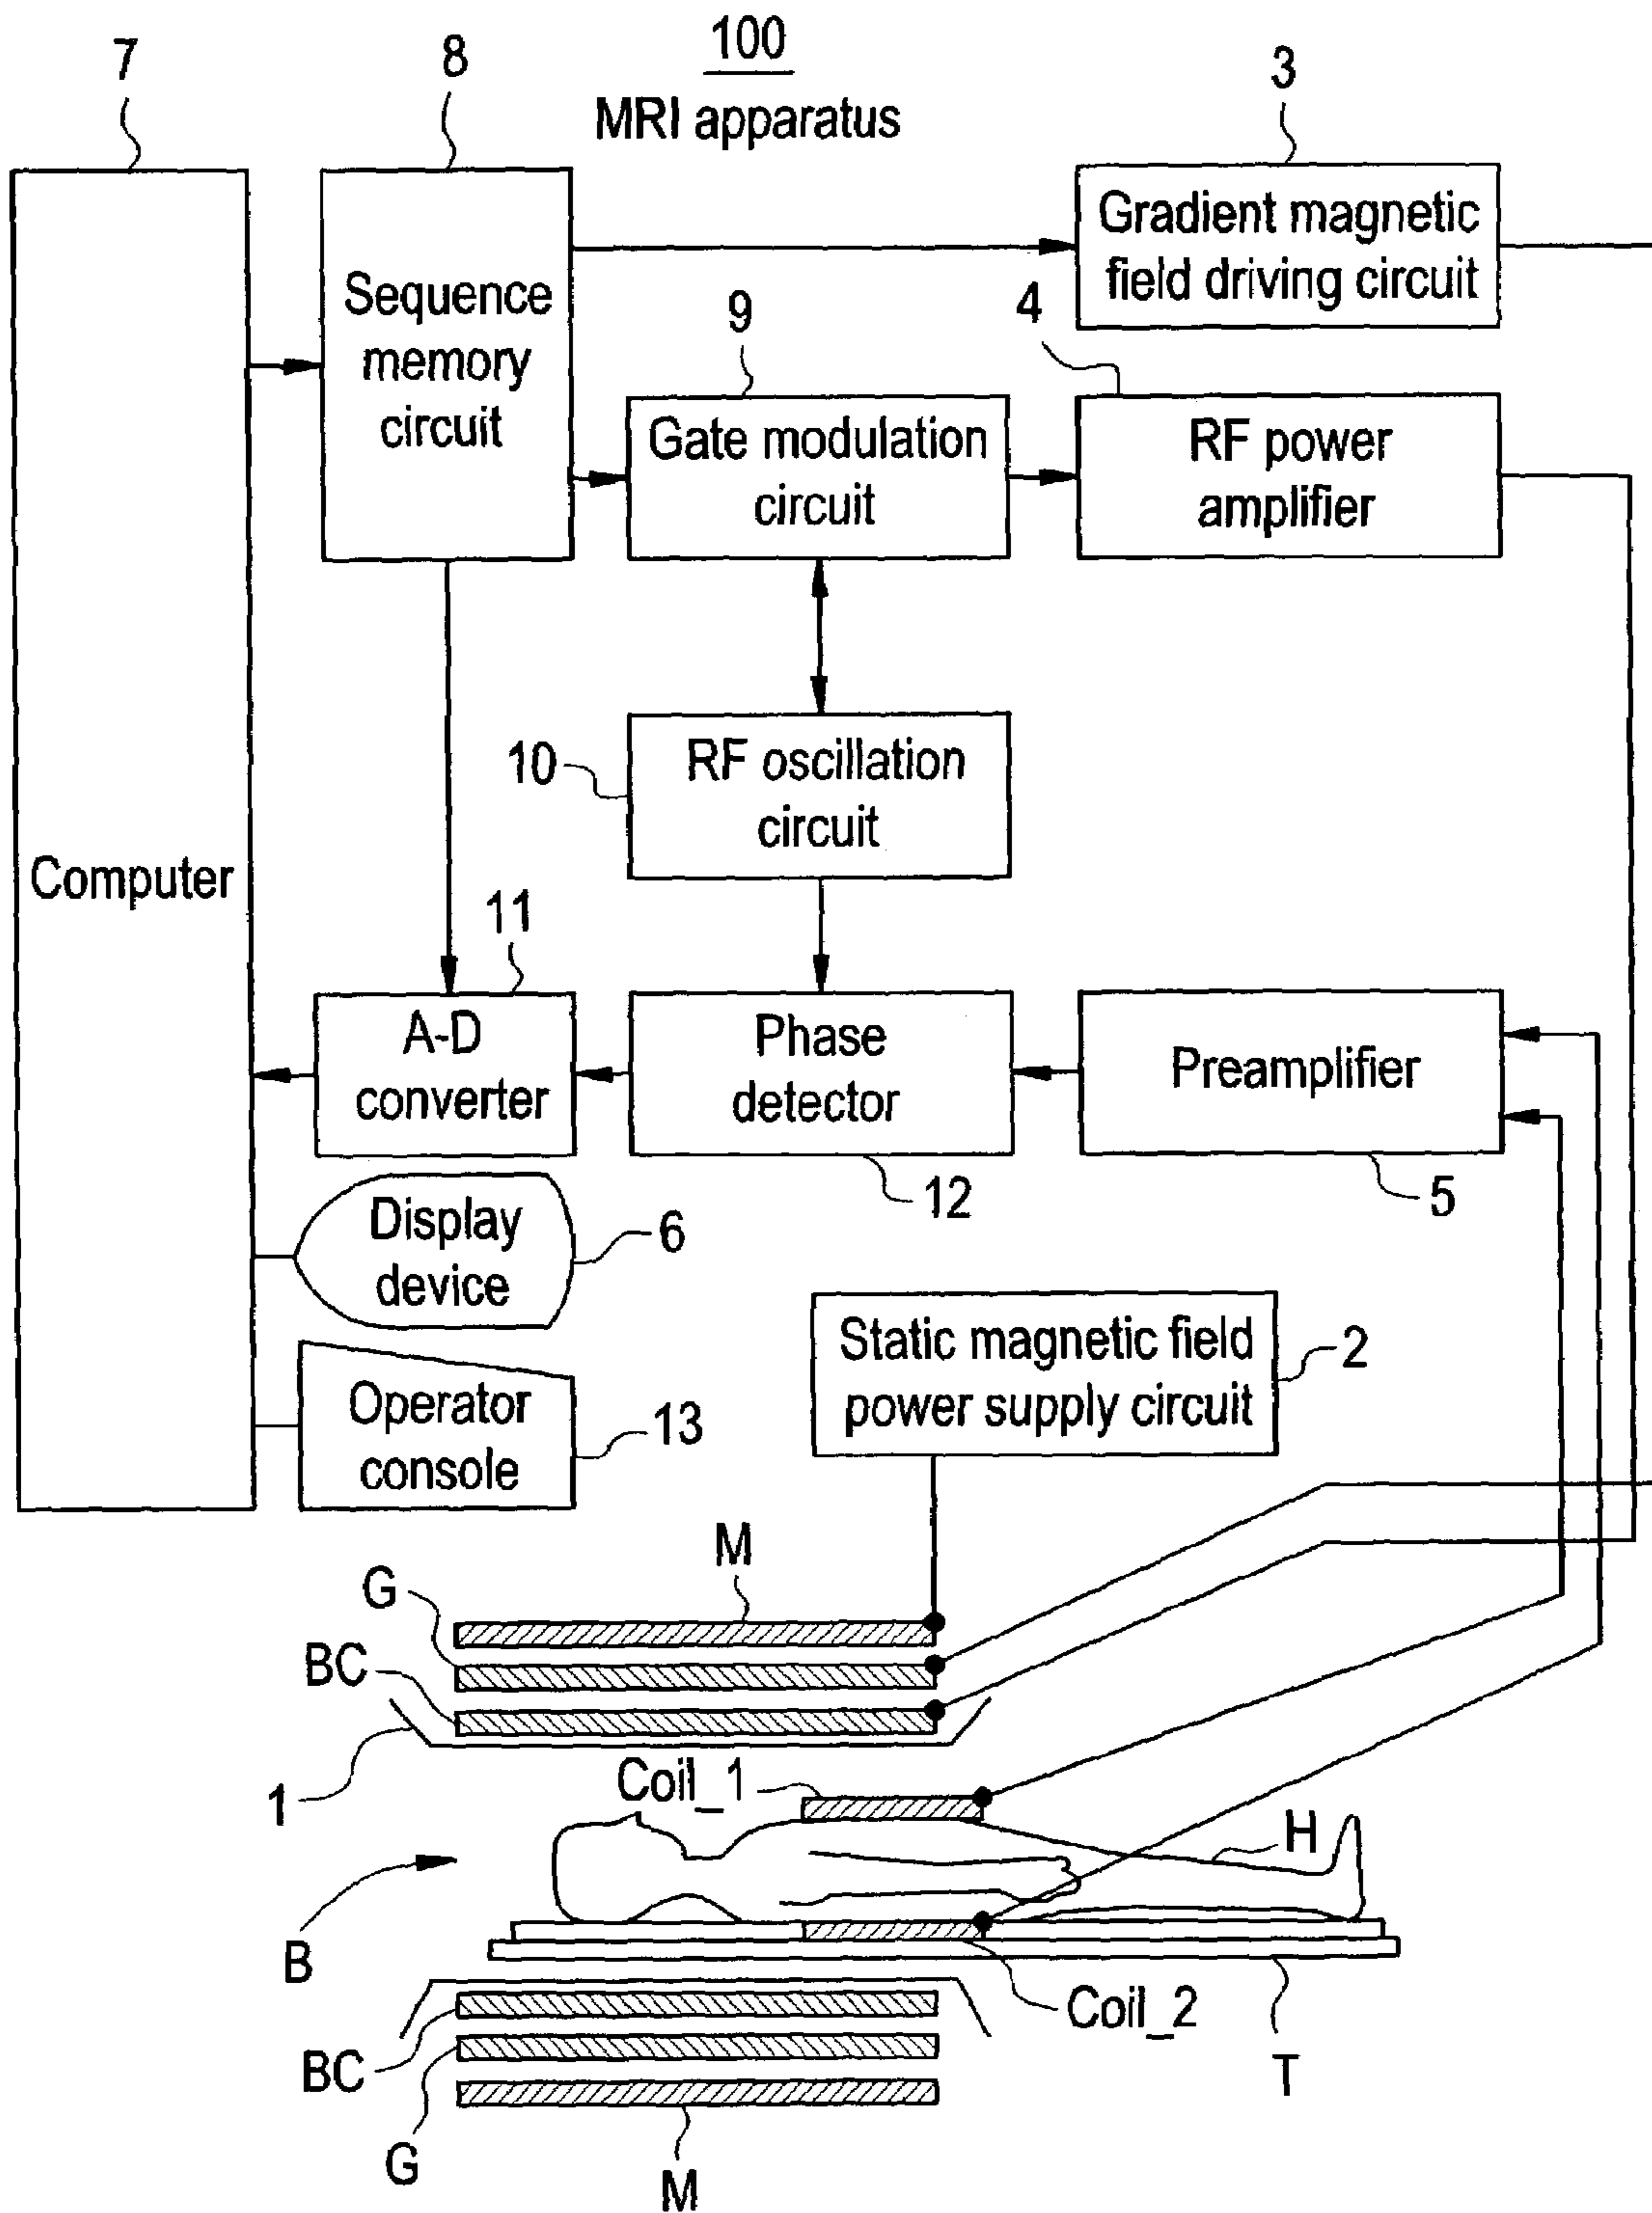 100
MRI apparatus
7
8
3
Sequence
memory
circuit
Gradient magnetic
field driving circuit
9
4
Gate modulation
circuit
RF power
amplifier
10
RF oscillation
circuit
Computer
11
A-D
converter
Phase
detector
Preamplifier
12
5
Display
device
6
Static magnetic field
power supply circuit
2
Operator
console
13
M
G
BC
1
Coil_1
H
B
Coil_2
T
BC
G
M